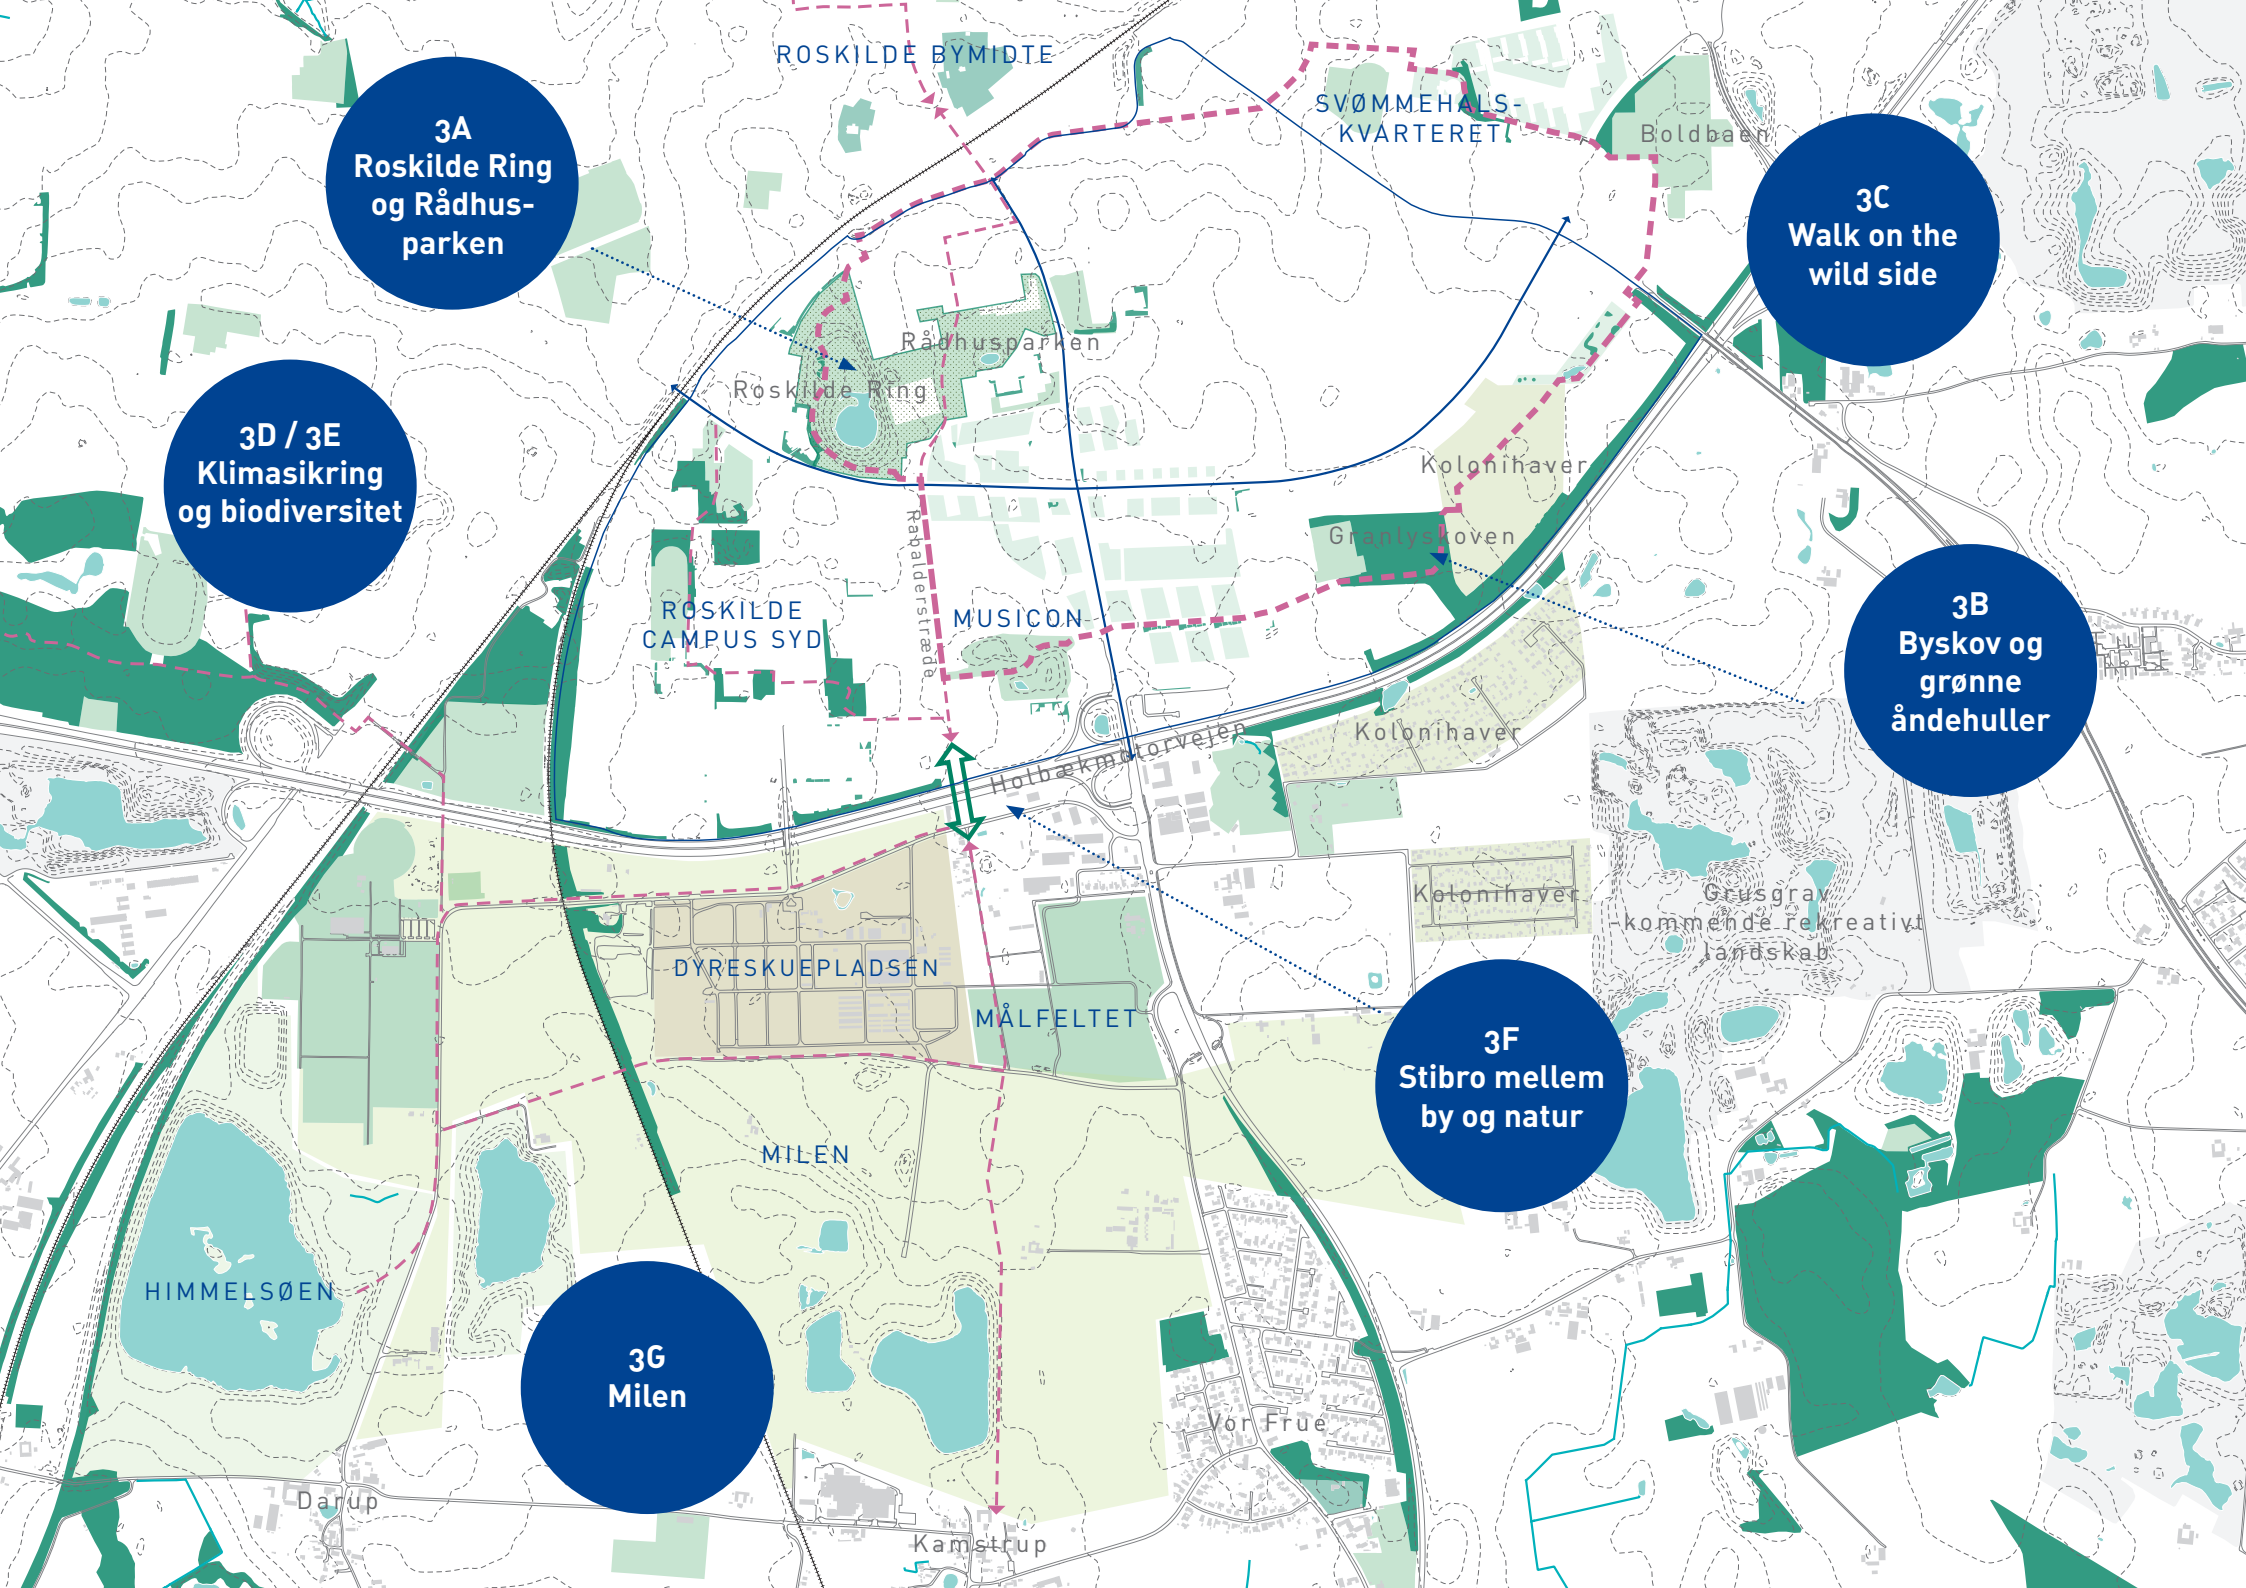 ROSKILDE BYMIDTE
3A
Roskilde Ring
og Rådhus-
parken
SVØMMEHALS-
KVARTERET
Boldbaen
3C
Walk on the
wild side
Rådhusparken
Roskilde Ring
3D / 3E
Klimasikring
og biodiversitet
Kolonihaver
Granlyskoven
Rabalderstræde
ROSKILDE
CAMPUS SYD
MUSICON
3B
Byskov og
grønne
åndehuller
Holbækmotorvejen
Kolonihaver
Kolonihaver
Grusgrav
-kommende rekreativt
landskab
DYRESKUEPLADSEN
MÅLFELTET
3F
Stibro mellem
by og natur
MILEN
HIMMELSØEN
3G
Milen
Vor Frue
Darup
Kamstrup